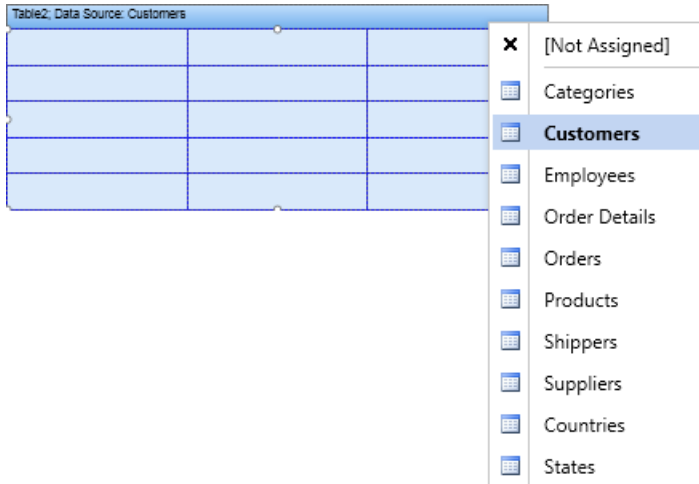 Table2; Data Source: Customers
[Not Assigned]
Categories
Customers
Employees
Order Details
Orders
Products
Shippers
Suppliers
Countries
States